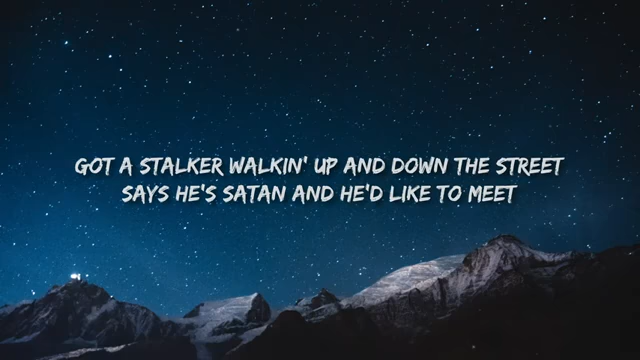 GOT A STALKER WALKIN' UP AND DOWN THE STREET
SAYS HE'S SATAN AND HE'D LIKE TO MEET